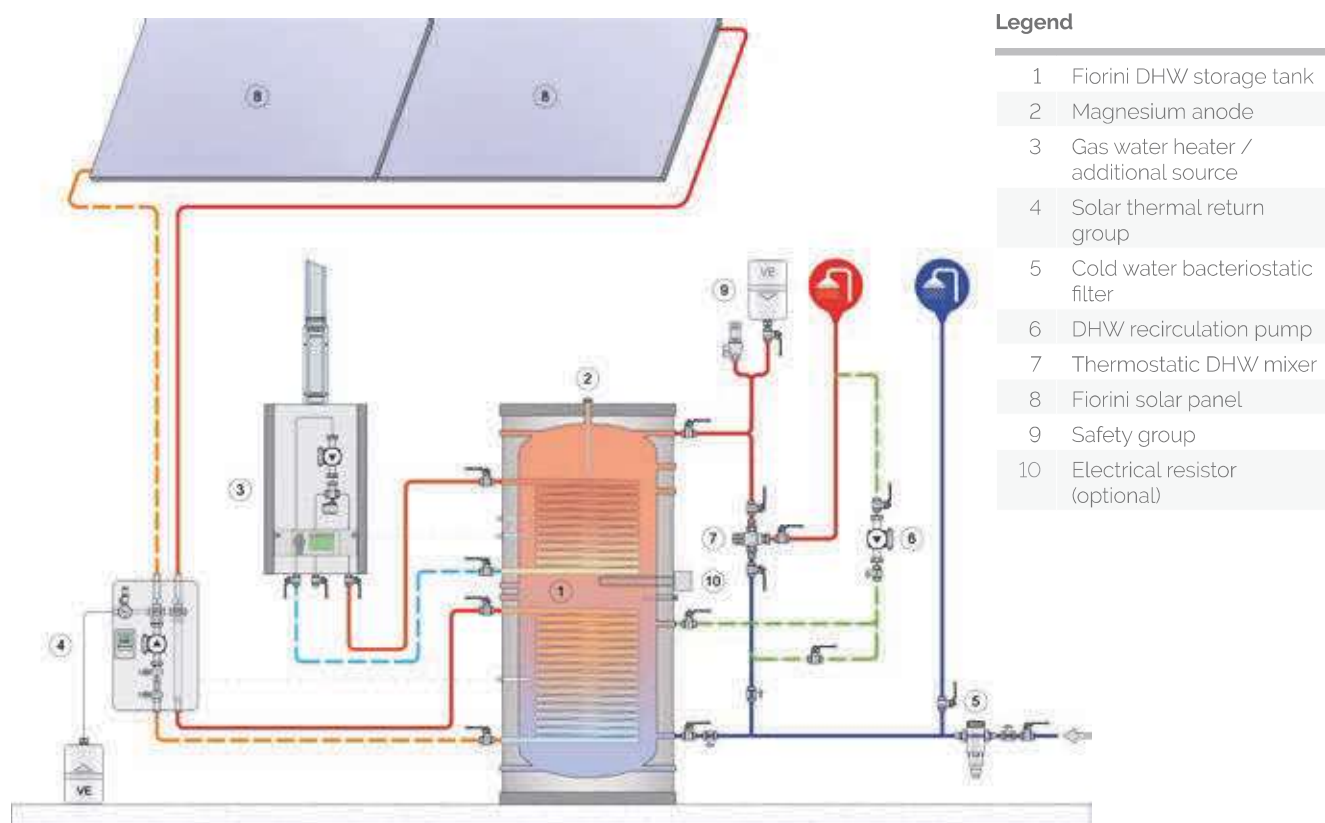 Legend
1 Fiorini DHW storage tank
2 Magnesium anode
3 Gas water heater /
additional source
4 Solar thermal return
group
5 Cold water bacteriostatic
filter
6 DHW recirculation pump
7 Thermostatic DHW mixer
8 Fiorini solar panel
9 Safety group
10 Electrical resistor
(optional)
8
8
VE
9
2
3
7
6
10
1
4
5
VE